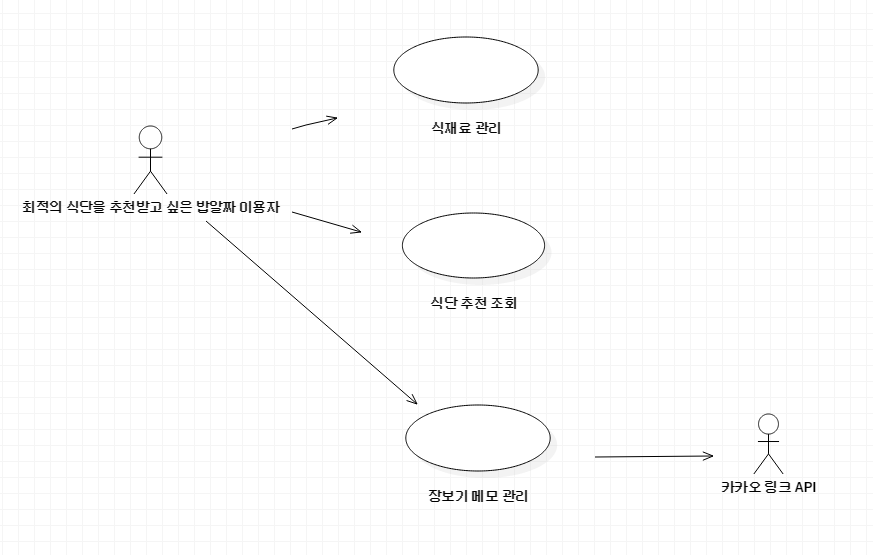 식재료 관리
최적의 식단을 추천받고 싶은 밥알짜 이용자
식단 추천 조회
장보기 메모 관리
카카오 링크 API